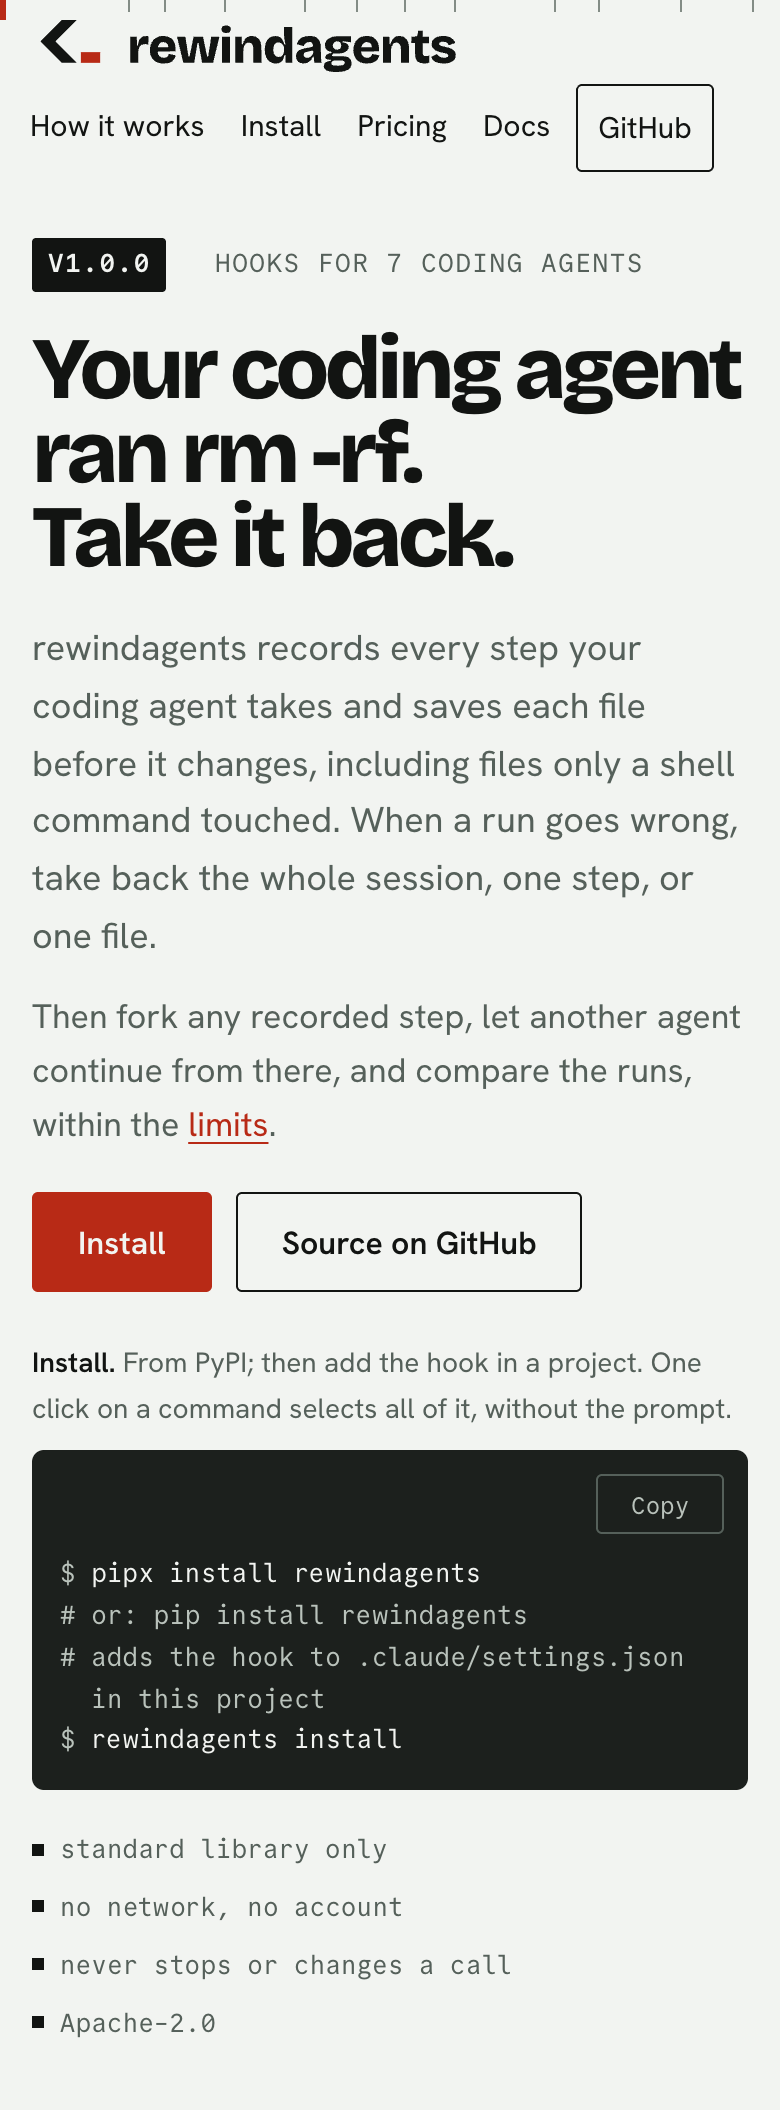 rewindagents
How it works Install Pricing Docs GitHub
V1.0.0 HOOKS FOR 7 CODING AGENTS
Your coding agent
ran rm -rf.
Take it back.
rewindagents records every step your
coding agent takes and saves each file
before it changes, including files only a shell
command touched. When a run goes wrong,
take back the whole session, one step, or
one file.
Then fork any recorded step, let another agent
continue from there, and compare the runs,
within the limits.
Install Source on GitHub
Install. From PyPI; then add the hook in a project. One
click on a command selects all of it, without the prompt.
Copy
$ pipx install rewindagents
# or: pip install rewindagents
# adds the hook to .claude/settings.json
in this project
$ rewindagents install
standard library only
no network, no account
never stops or changes a call
Apache-2.0